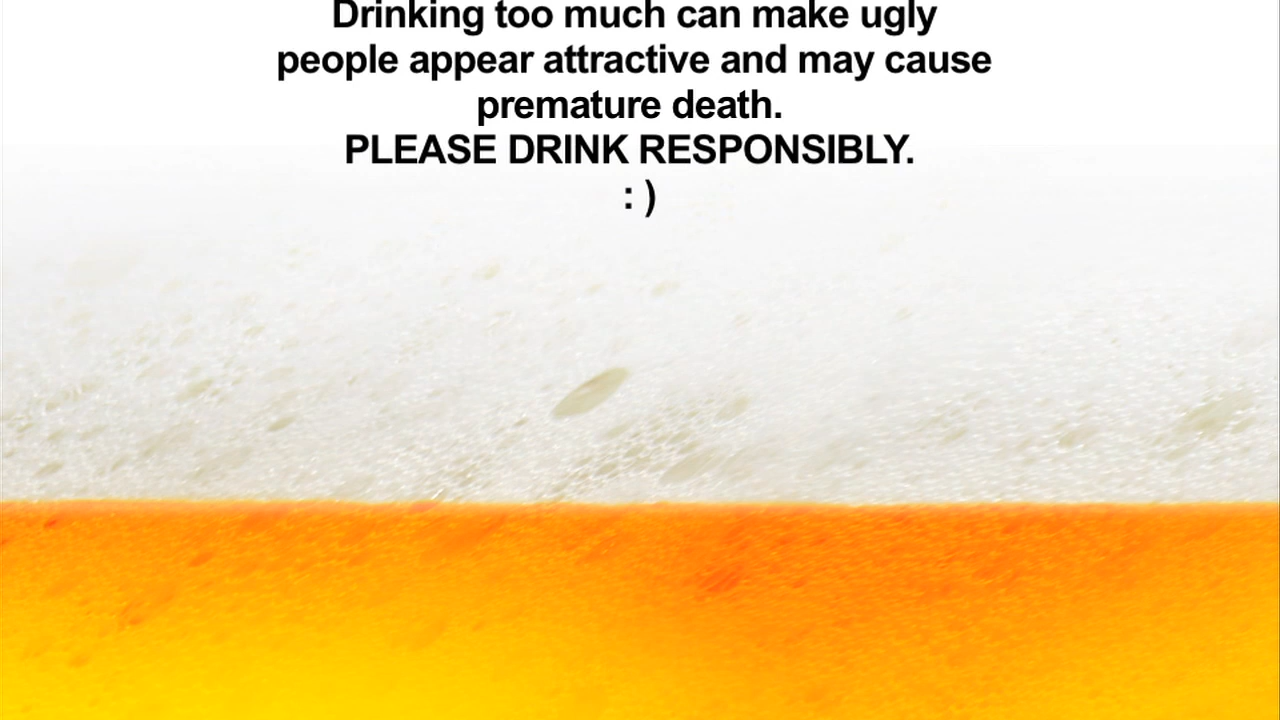 Drinking too much can make ugly
people appear attractive and may cause
premature death.
PLEASE DRINK RESPONSIBLY.
: )